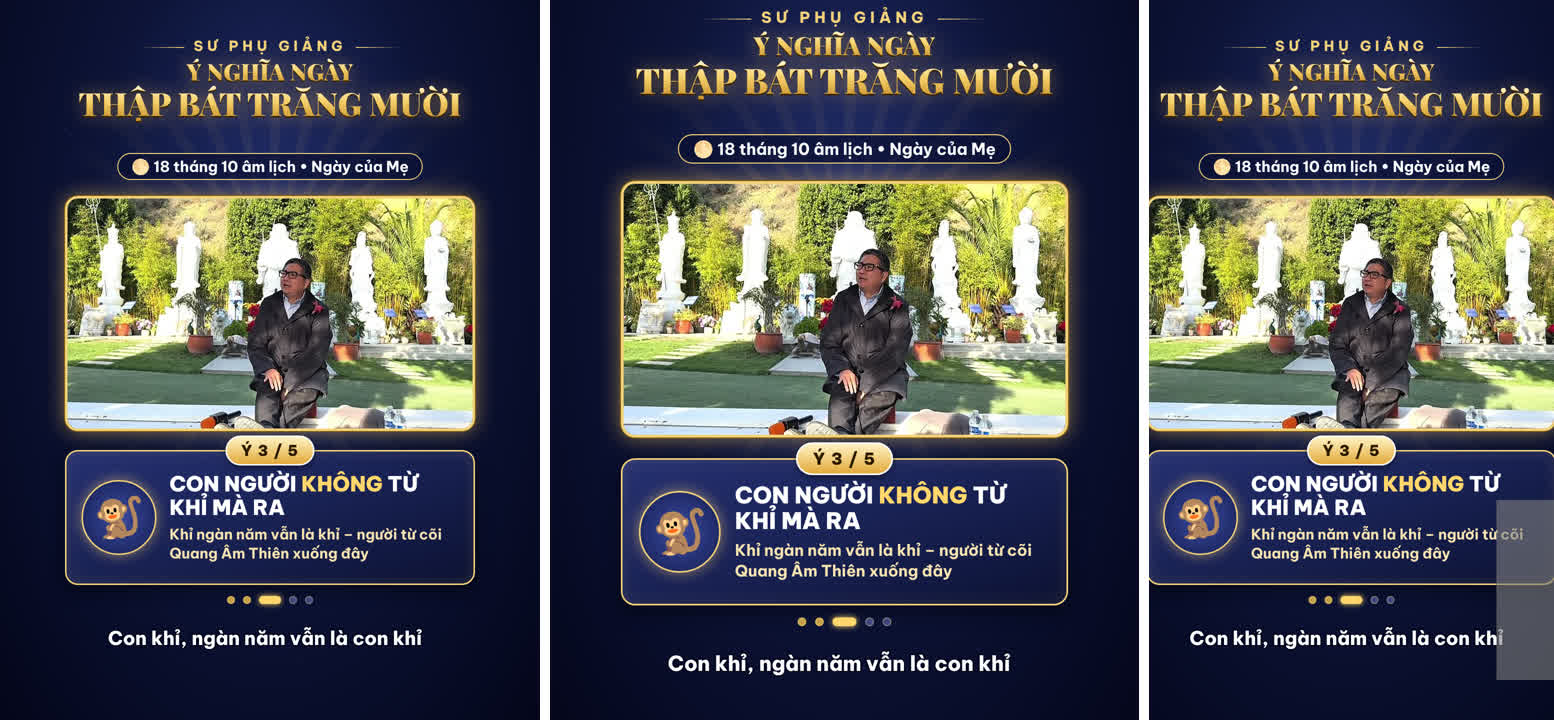 SƯ PHỤ GIẢNG
Ý NGHĨA NGÀY
THẬP BÁT TRĂNG MƯỜI
18 tháng 10 âm lịch • Ngày của Mẹ
Ý 3 / 5
CON NGƯỜI KHÔNG TỪ
KHỈ MÀ RA
Khỉ ngàn năm vẫn là khỉ – người từ cõi
Quang Âm Thiên xuống đây
Con khỉ, ngàn năm vẫn là con khỉ
SƯ PHỤ GIẢNG
Ý NGHĨA NGÀY
THẬP BÁT TRĂNG MƯỜI
18 tháng 10 âm lịch • Ngày của Mẹ
Ý 3 / 5
CON NGƯỜI KHÔNG TỪ
KHỈ MÀ RA
Khỉ ngàn năm vẫn là khỉ – người từ cõi
Quang Âm Thiên xuống đây
Con khỉ, ngàn năm vẫn là con khỉ
SƯ PHỤ GIẢNG
Ý NGHĨA NGÀY
THẬP BÁT TRĂNG MƯỜI
18 tháng 10 âm lịch • Ngày của Mẹ
Ý 3 / 5
CON NGƯỜI KHÔNG TỪ
KHỈ MÀ RA
Khỉ ngàn năm vẫn là khỉ – người từ cõi
Quang Âm Thiên xuống đây
Con khỉ, ngàn năm vẫn là con khỉ